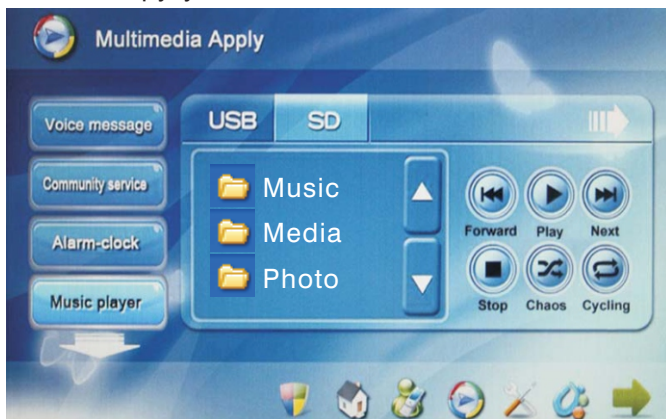 Multimedia Apply
Voice message
Community service
Alarm-clock
Music player
USB SD
Music
Media
Photo
Forward Play Next
Stop Chaos Cycling